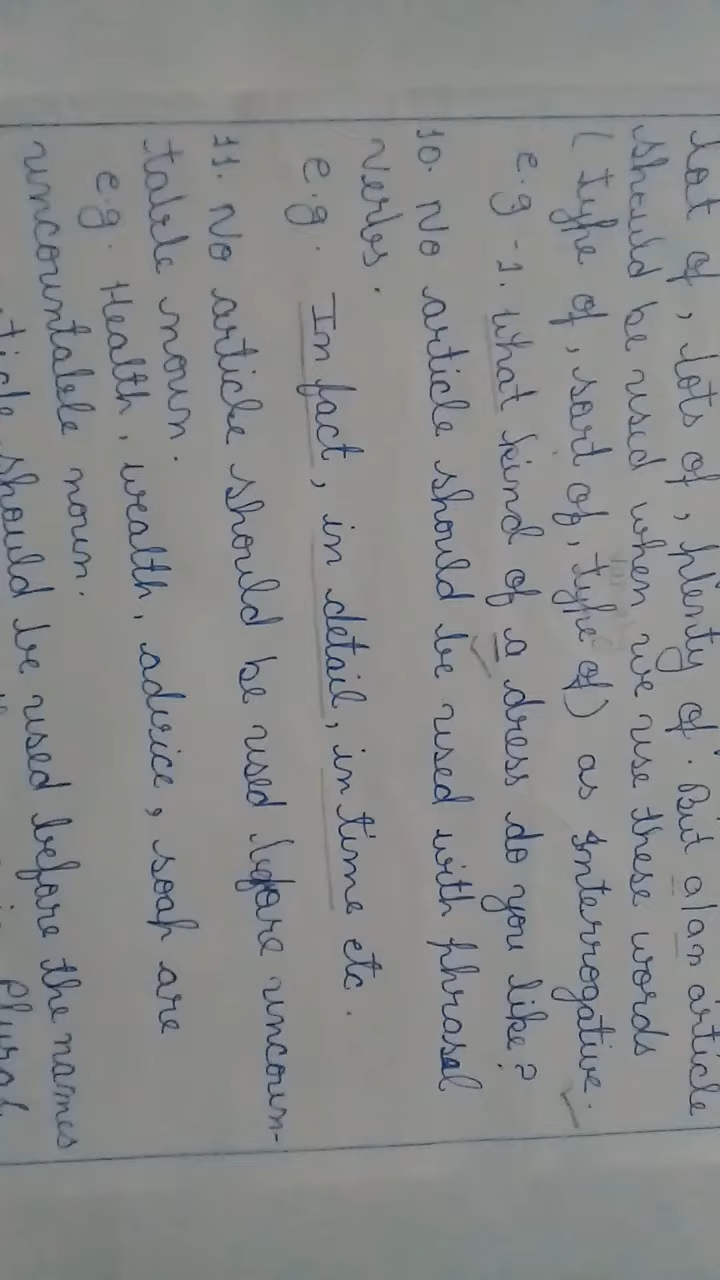 lot of, lots of, plenty of. But a/an article
should be used when we use these words
(type of, sort of, type of) as Interrogative.
e.g -1. what kind of a dress do you like?
10. No article should be used with phrasal
verbs.
e.g. In fact, in detail, in time etc.
11. No article should be used before uncoun-
table noun.
e.g. Health, wealth, advice, soap are
uncountable noun.
should be used before the names
Plural